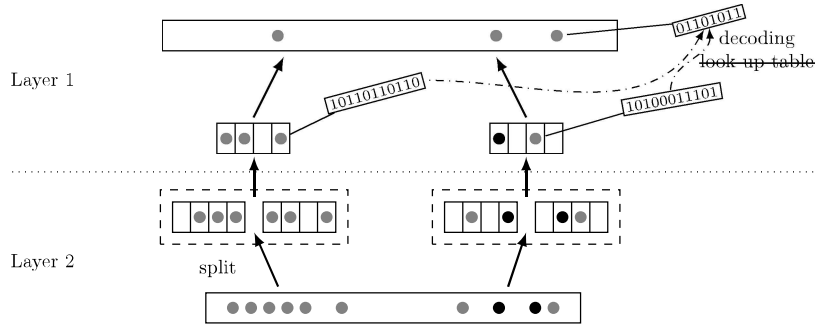 01101011
decoding
look up table
Layer 1
10110110110
10100011101
Layer 2
split